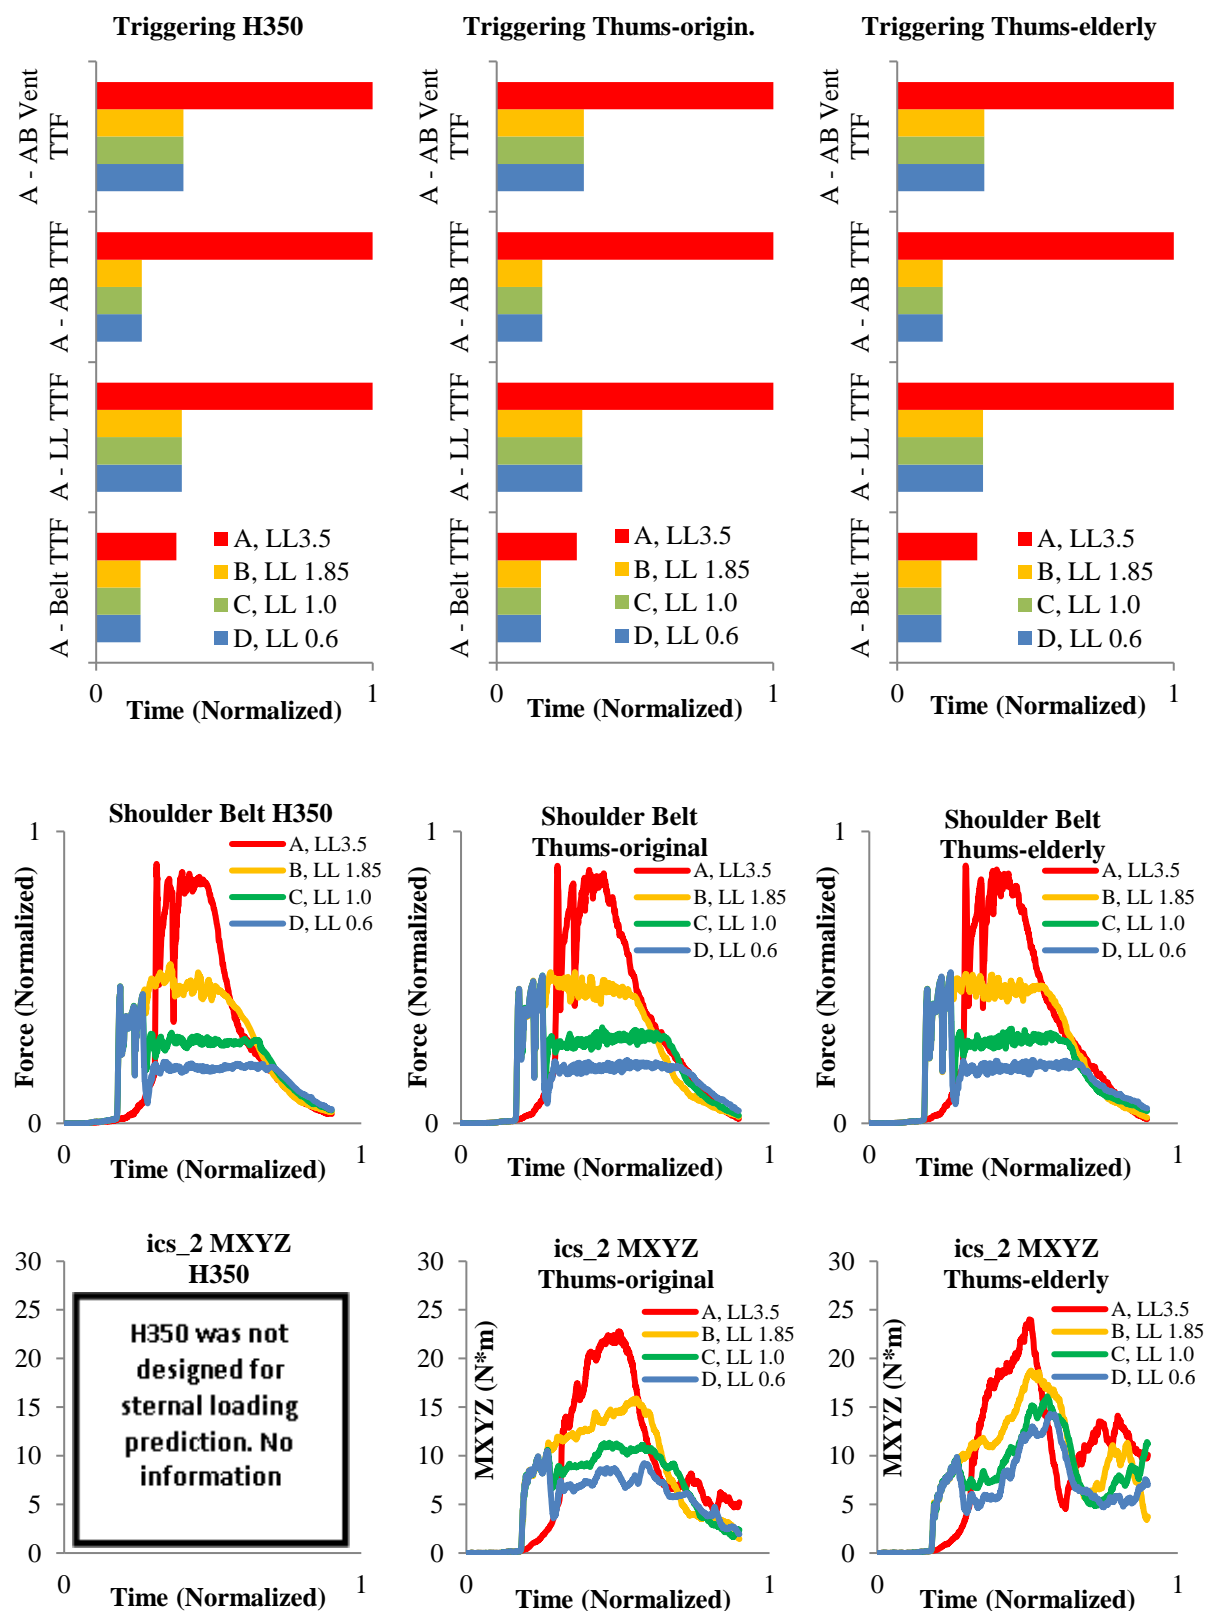 Triggering H350
A - AB Vent
TTF
A - AB TTF
A - LL TTF
A - Belt TTF
A, LL3.5
B, LL 1.85
C, LL 1.0
D, LL 0.6
0
1
Time (Normalized)
Triggering Thums-origin.
A - AB Vent
TTF
A - AB TTF
A - LL TTF
A - Belt TTF
A, LL3.5
B, LL 1.85
C, LL 1.0
D, LL 0.6
0
1
Time (Normalized)
Triggering Thums-elderly
A - AB Vent
TTF
A - AB TTF
A - LL TTF
A - Belt TTF
A, LL3.5
B, LL 1.85
C, LL 1.0
D, LL 0.6
0
1
Time (Normalized)
Shoulder Belt H350
1
Force (Normalized)
A, LL3.5
B, LL 1.85
C, LL 1.0
D, LL 0.6
0
0
1
Time (Normalized)
Shoulder Belt
Thums-original
1
Force (Normalized)
A, LL3.5
B, LL 1.85
C, LL 1.0
D, LL 0.6
0
0
1
Time (Normalized)
Shoulder Belt
Thums-elderly
1
Force (Normalized)
A, LL3.5
B, LL 1.85
C, LL 1.0
D, LL 0.6
0
0
1
Time (Normalized)
ics_2 MXYZ
H350
30
25
20
15
10
5
0
H350 was not
designed for
sternal loading
prediction. No
information
0
1
Time (Normalized)
ics_2 MXYZ
Thums-original
30
25
20
15
10
5
0
MXYZ (N*m)
A, LL3.5
B, LL 1.85
C, LL 1.0
D, LL 0.6
0
1
Time (Normalized)
ics_2 MXYZ
Thums-elderly
30
25
20
15
10
5
0
MXYZ (N*m)
A, LL3.5
B, LL 1.85
C, LL 1.0
D, LL 0.6
0
1
Time (Normalized)